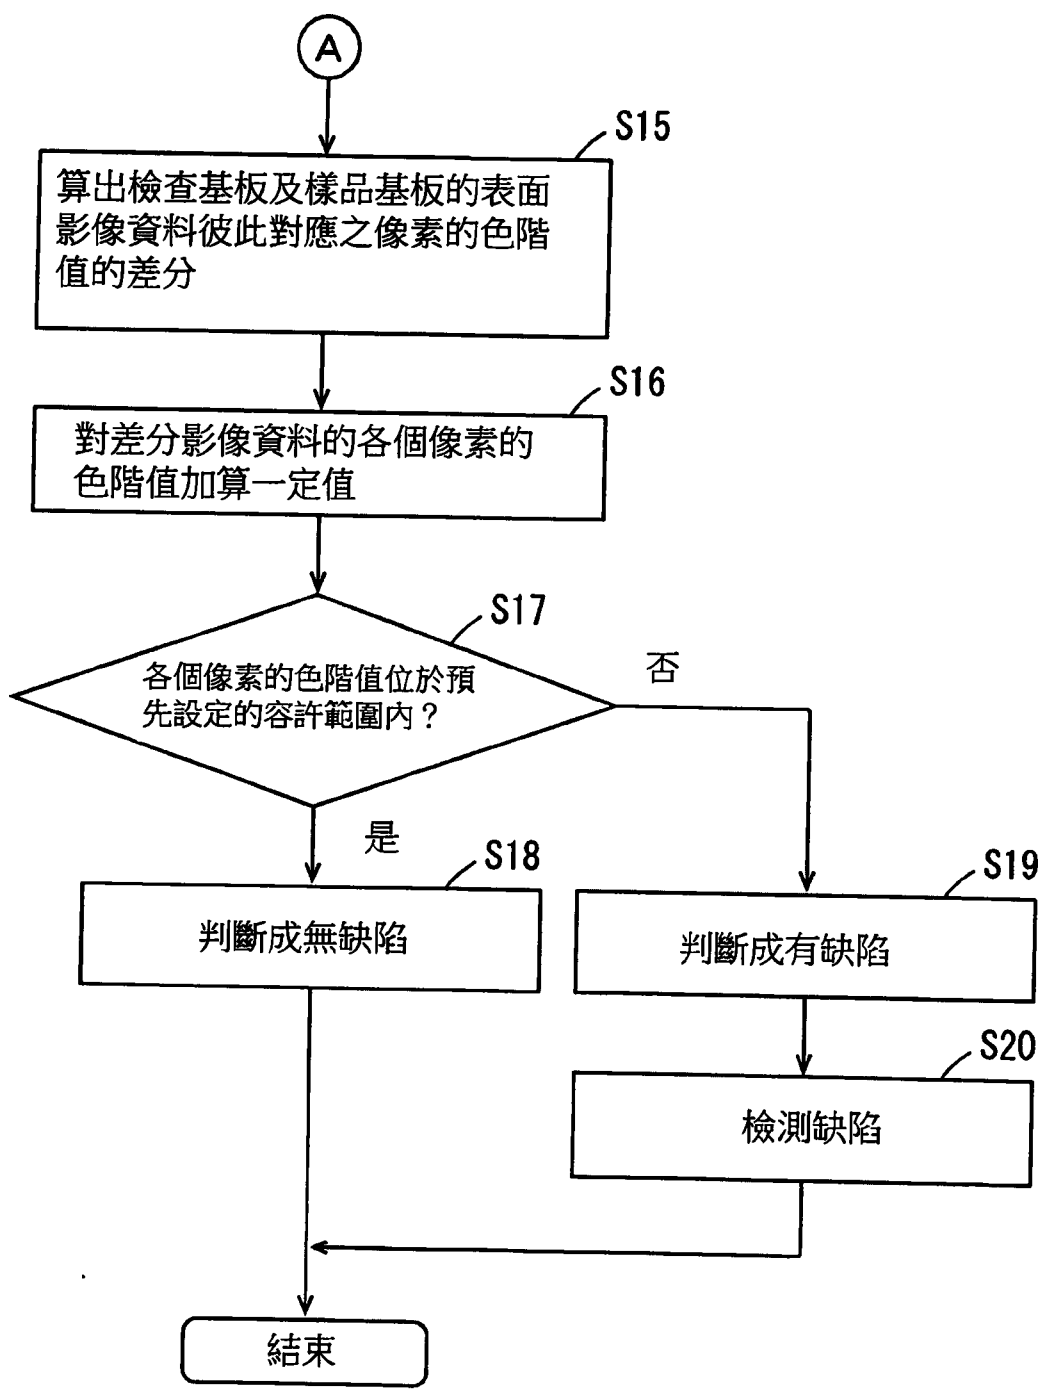 A
S15
算出檢查基板及樣品基板的表面
影像資料彼此對應之像素的色階
值的差分
S16
對差分影像資料的各個像素的
色階值加算一定值
S17
各個像素的色階值位於預
先設定的容許範圍內？
否
是
S18
判斷成無缺陷
S19
判斷成有缺陷
S20
檢測缺陷
結束